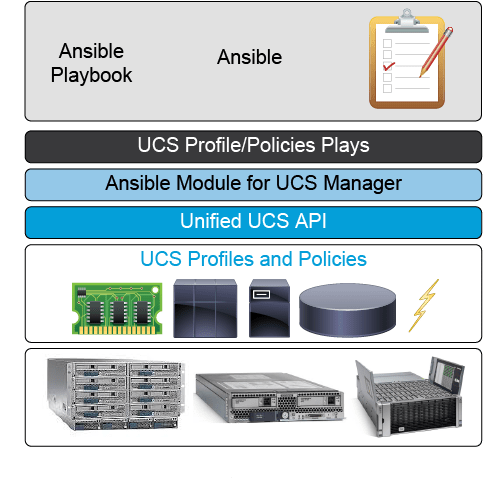 Ansible
Playbook
Ansible
UCS Profile/Policies Plays
Ansible Module for UCS Manager
Unified UCS API
UCS Profiles and Policies